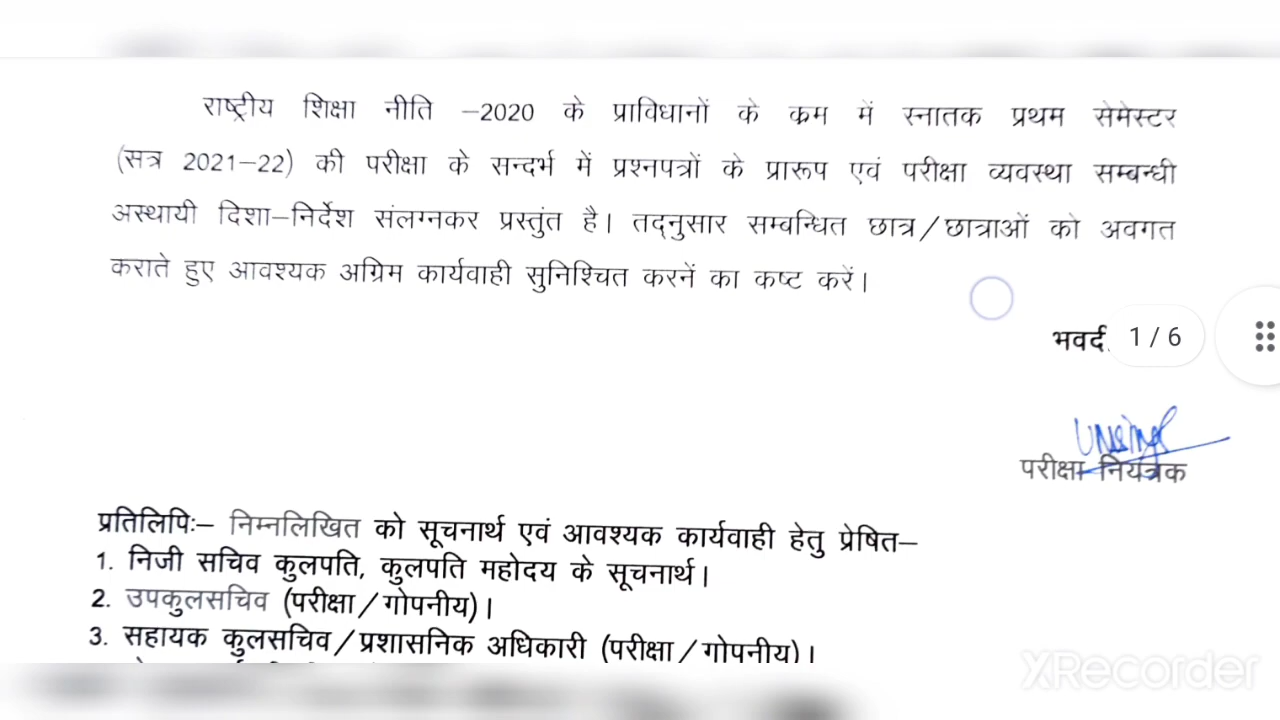 राष्ट्रीय शिक्षा नीति –2020 के प्राविधानों के क्रम में स्नातक प्रथम सेमेस्टर
(सत्र 2021–22) की परीक्षा के सन्दर्भ में प्रश्नपत्रों के प्रारूप एवं परीक्षा व्यवस्था सम्बन्धी
अस्थायी दिशा–निर्देश संलग्नकर प्रस्तुंत है। तद्नुसार सम्बन्धित छात्र/छात्राओं को अवगत
कराते हुए आवश्यक अग्रिम कार्यवाही सुनिश्चित करनें का कष्ट करें।
1 / 6
परीक्षा नियंत्रक
प्रतिलिपिः– निम्नलिखित को सूचनार्थ एवं आवश्यक कार्यवाही हेतु प्रेषित–
1. निजी सचिव कुलपति, कुलपति महोदय के सूचनार्थ।
2. उपकुलसचिव (परीक्षा/गोपनीय)।
3. सहायक कुलसचिव/प्रशासनिक अधिकारी (परीक्षा/गोपनीय)।
XRecorder